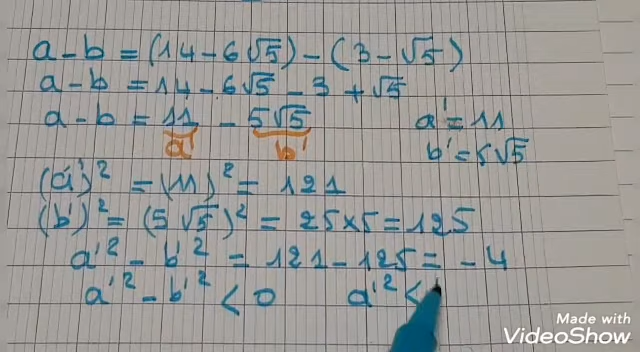 a - b = (14 - 6√5) - (3 - √5)
a - b = 14 - 6√5 - 3 + √5
a - b = 11 - 5√5 a' = 11
a' b' b' = 5√5
(a')² = (11)² = 121
(b')² = (5√5)² = 25×5 = 125
a'² - b'² = 121 - 125 = - 4
a'² - b'² < 0 a'² <
Made with
VideoShow